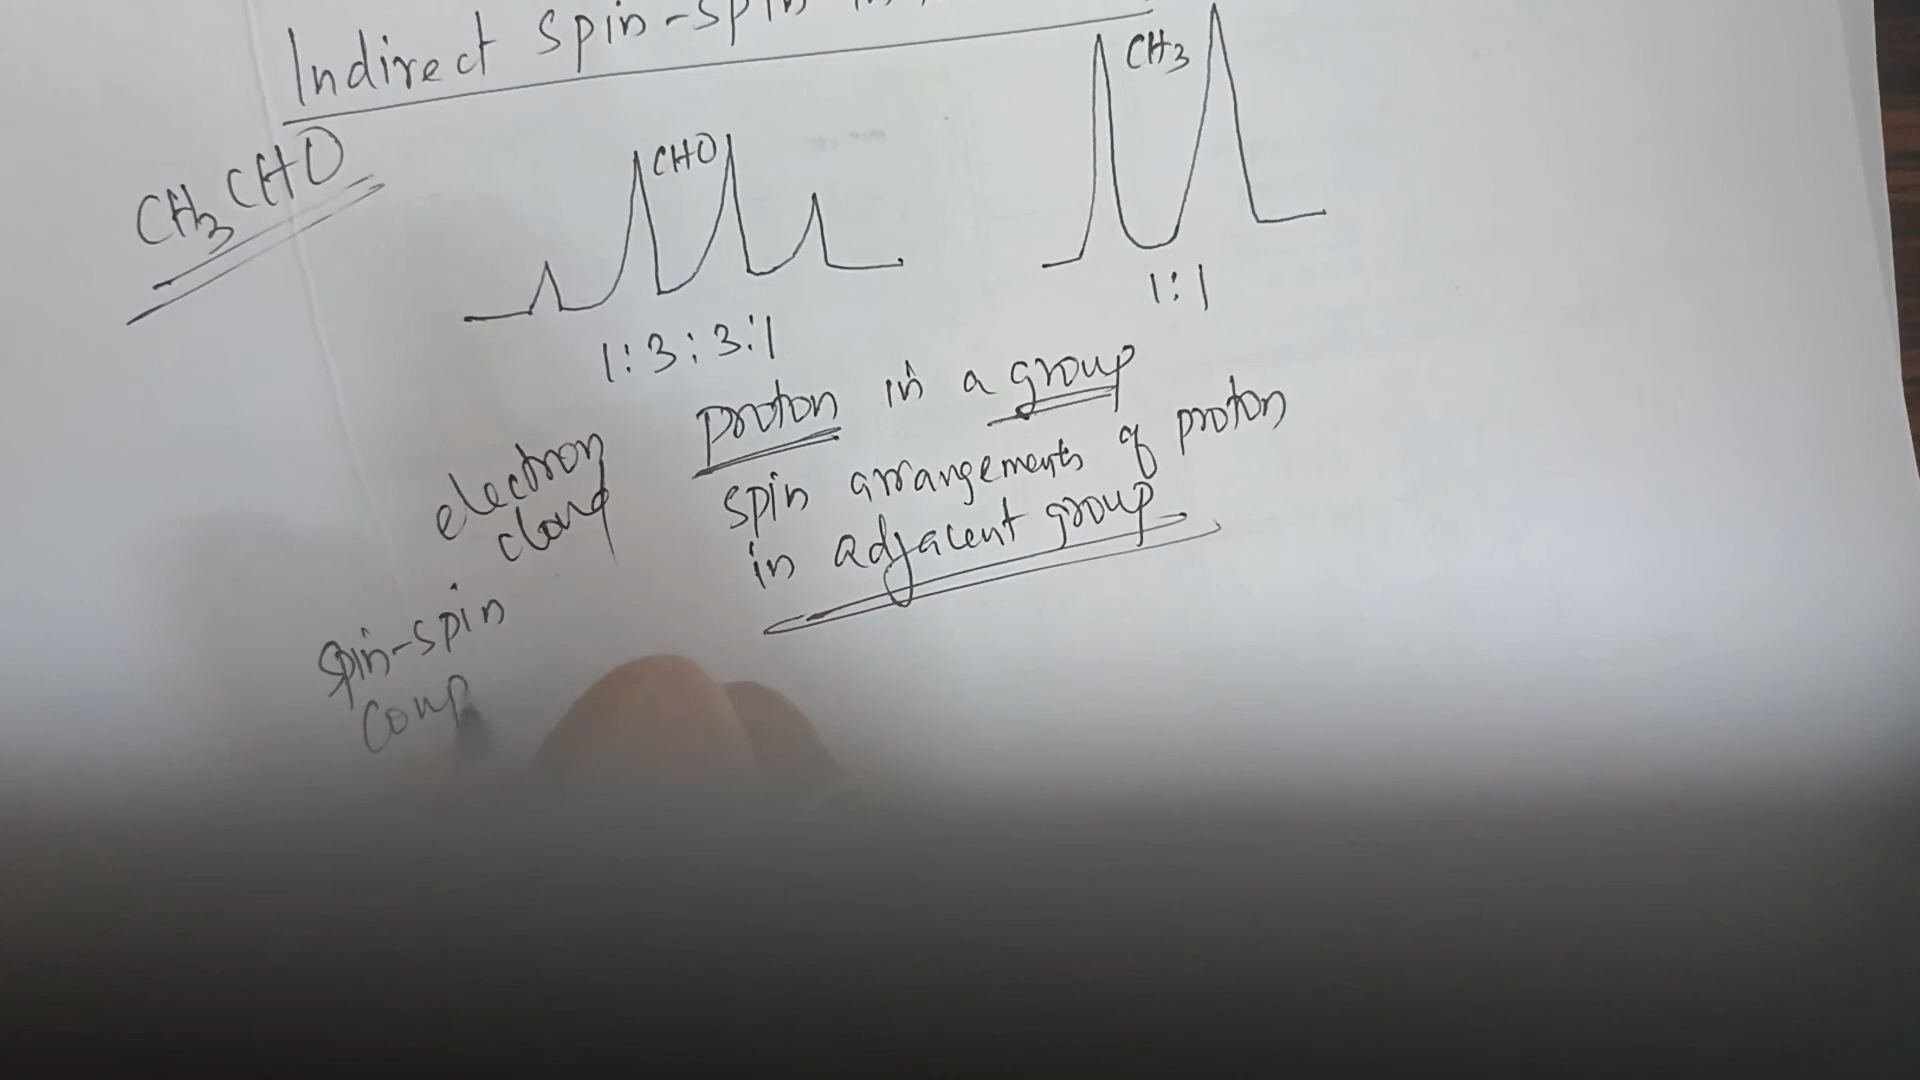 Indirect spin-spin
CH3CHO
CHO
CH3
1:3:3:1
1:1
proton in a group
spin arrangements of proton
in adjacent group
electron
cloud
spin-spin
coup